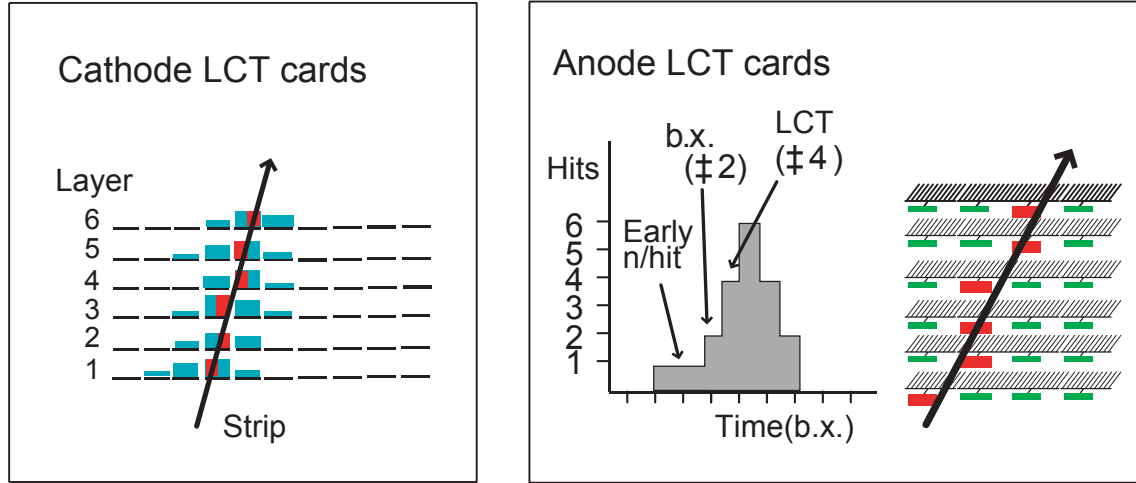 Cathode LCT cards
Layer
6
5
4
3
2
1
Strip
Anode LCT cards
LCT
(‡4)
b.x.
(‡2)
Hits
Early
n/hit
6
5
4
3
2
1
Time(b.x.)